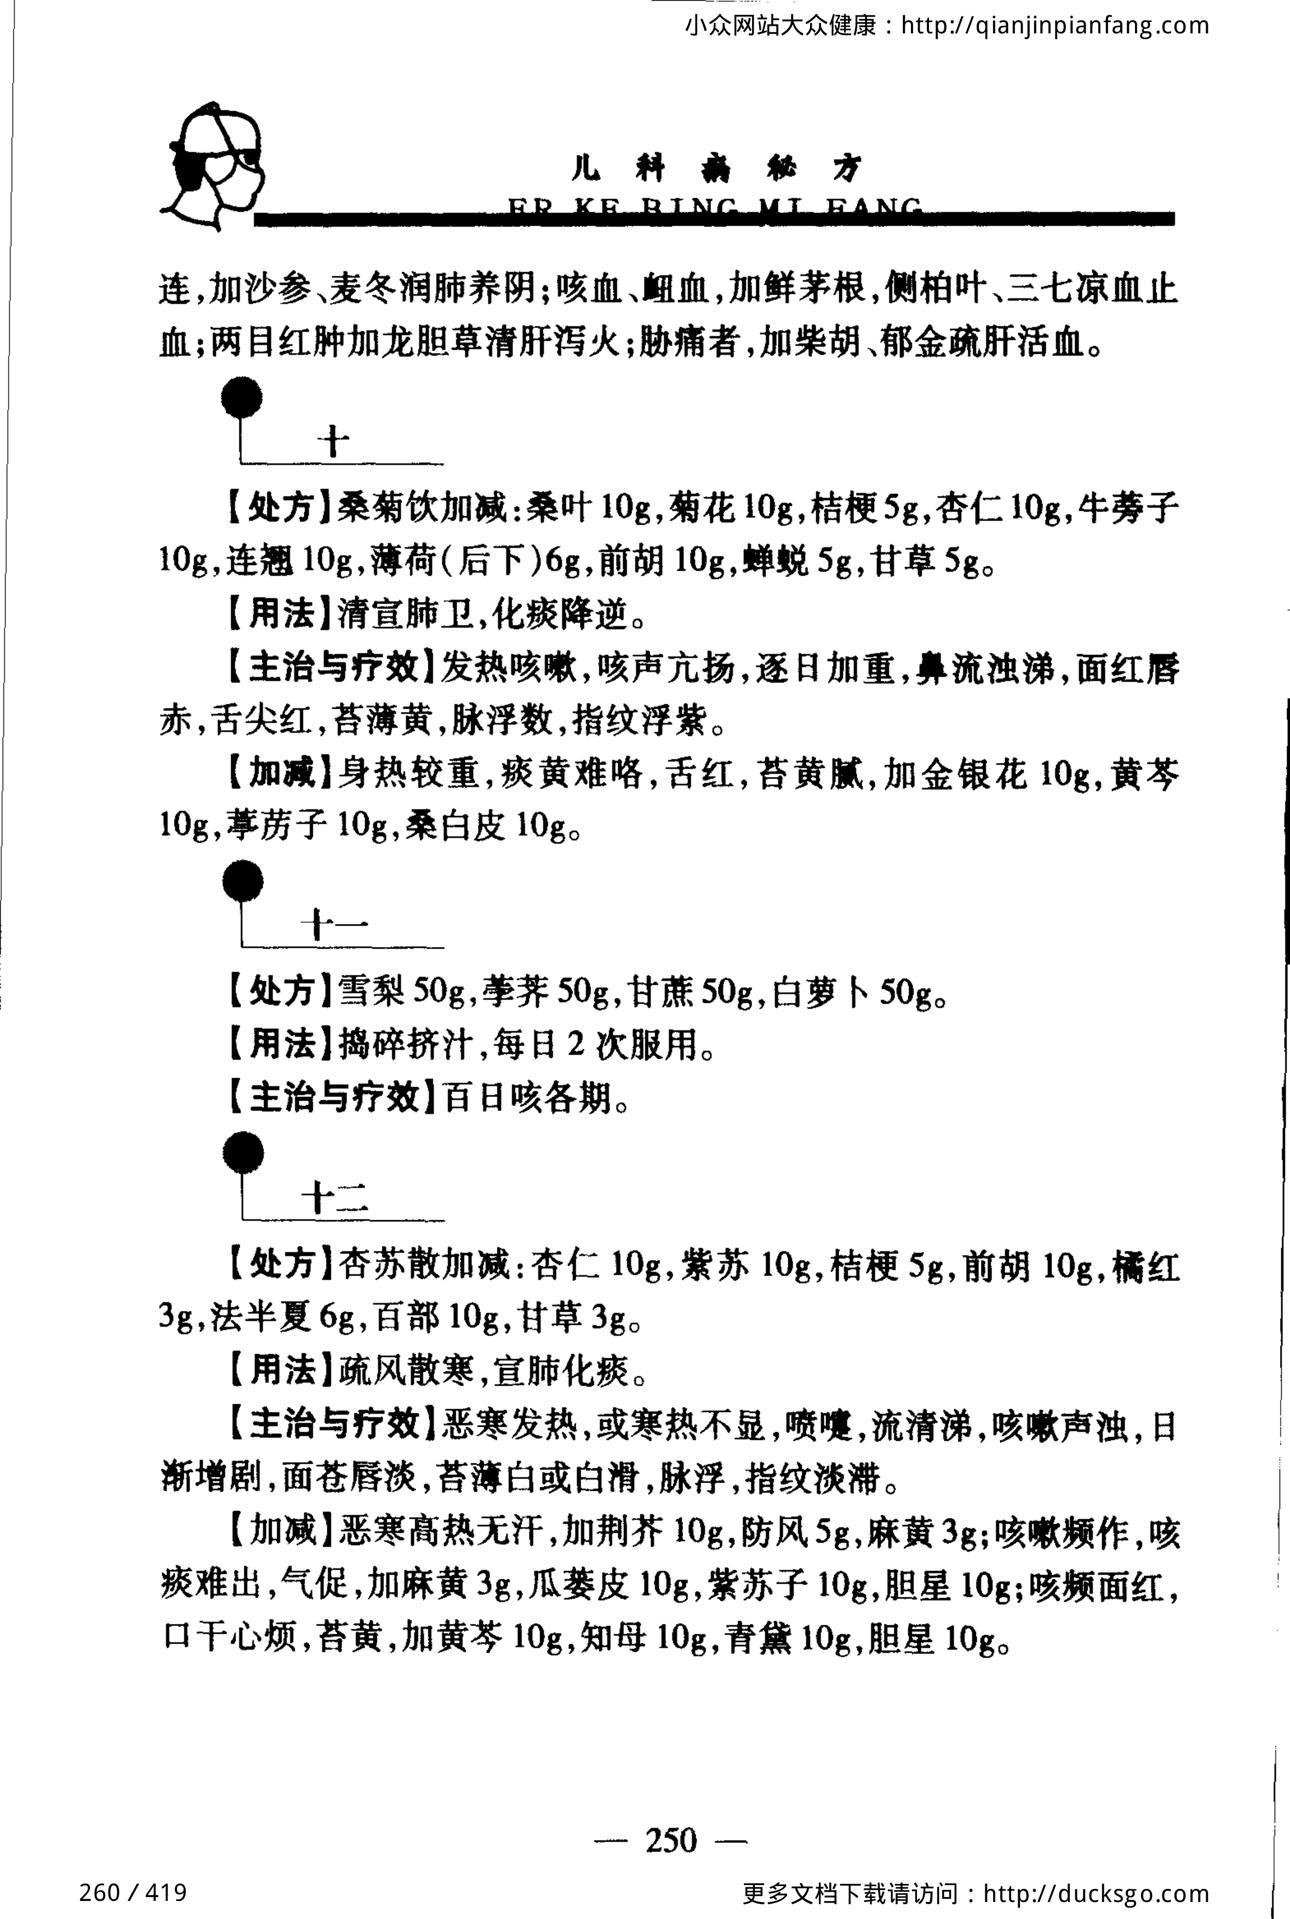 小众网站大众健康：http://qianjinpianfang.com
儿科病秘方
ER KE BING MI FANG
连,加沙参、麦冬润肺养阴;咳血、衄血,加鲜茅根,侧柏叶、三七凉血止
血;两目红肿加龙胆草清肝泻火;胁痛者,加柴胡、郁金疏肝活血。
十
【处方】桑菊饮加减:桑叶 10g,菊花 10g,桔梗 5g,杏仁 10g,牛蒡子
10g,连翘 10g,薄荷(后下)6g,前胡 10g,蝉蜕 5g,甘草 5g。
【用法】清宣肺卫,化痰降逆。
【主治与疗效】发热咳嗽,咳声亢扬,逐日加重,鼻流浊涕,面红唇
赤,舌尖红,苔薄黄,脉浮数,指纹浮紫。
【加减】身热较重,痰黄难咯,舌红,苔黄腻,加金银花 10g,黄芩
10g,葶苈子 10g,桑白皮 10g。
十一
【处方】雪梨 50g,荸荠 50g,甘蔗 50g,白萝卜 50g。
【用法】捣碎挤汁,每日 2 次服用。
【主治与疗效】百日咳各期。
十二
【处方】杏苏散加减:杏仁 10g,紫苏 10g,桔梗 5g,前胡 10g,橘红
3g,法半夏 6g,百部 10g,甘草 3g。
【用法】疏风散寒,宣肺化痰。
【主治与疗效】恶寒发热,或寒热不显,喷嚏,流清涕,咳嗽声浊,日
渐增剧,面苍唇淡,苔薄白或白滑,脉浮,指纹淡滞。
【加减】恶寒高热无汗,加荆芥 10g,防风 5g,麻黄 3g;咳嗽频作,咳
痰难出,气促,加麻黄 3g,瓜蒌皮 10g,紫苏子 10g,胆星 10g;咳频面红,
口干心烦,苔黄,加黄芩 10g,知母 10g,青黛 10g,胆星 10g。
— 250 —
260 / 419
更多文档下载请访问：http://ducksgo.com